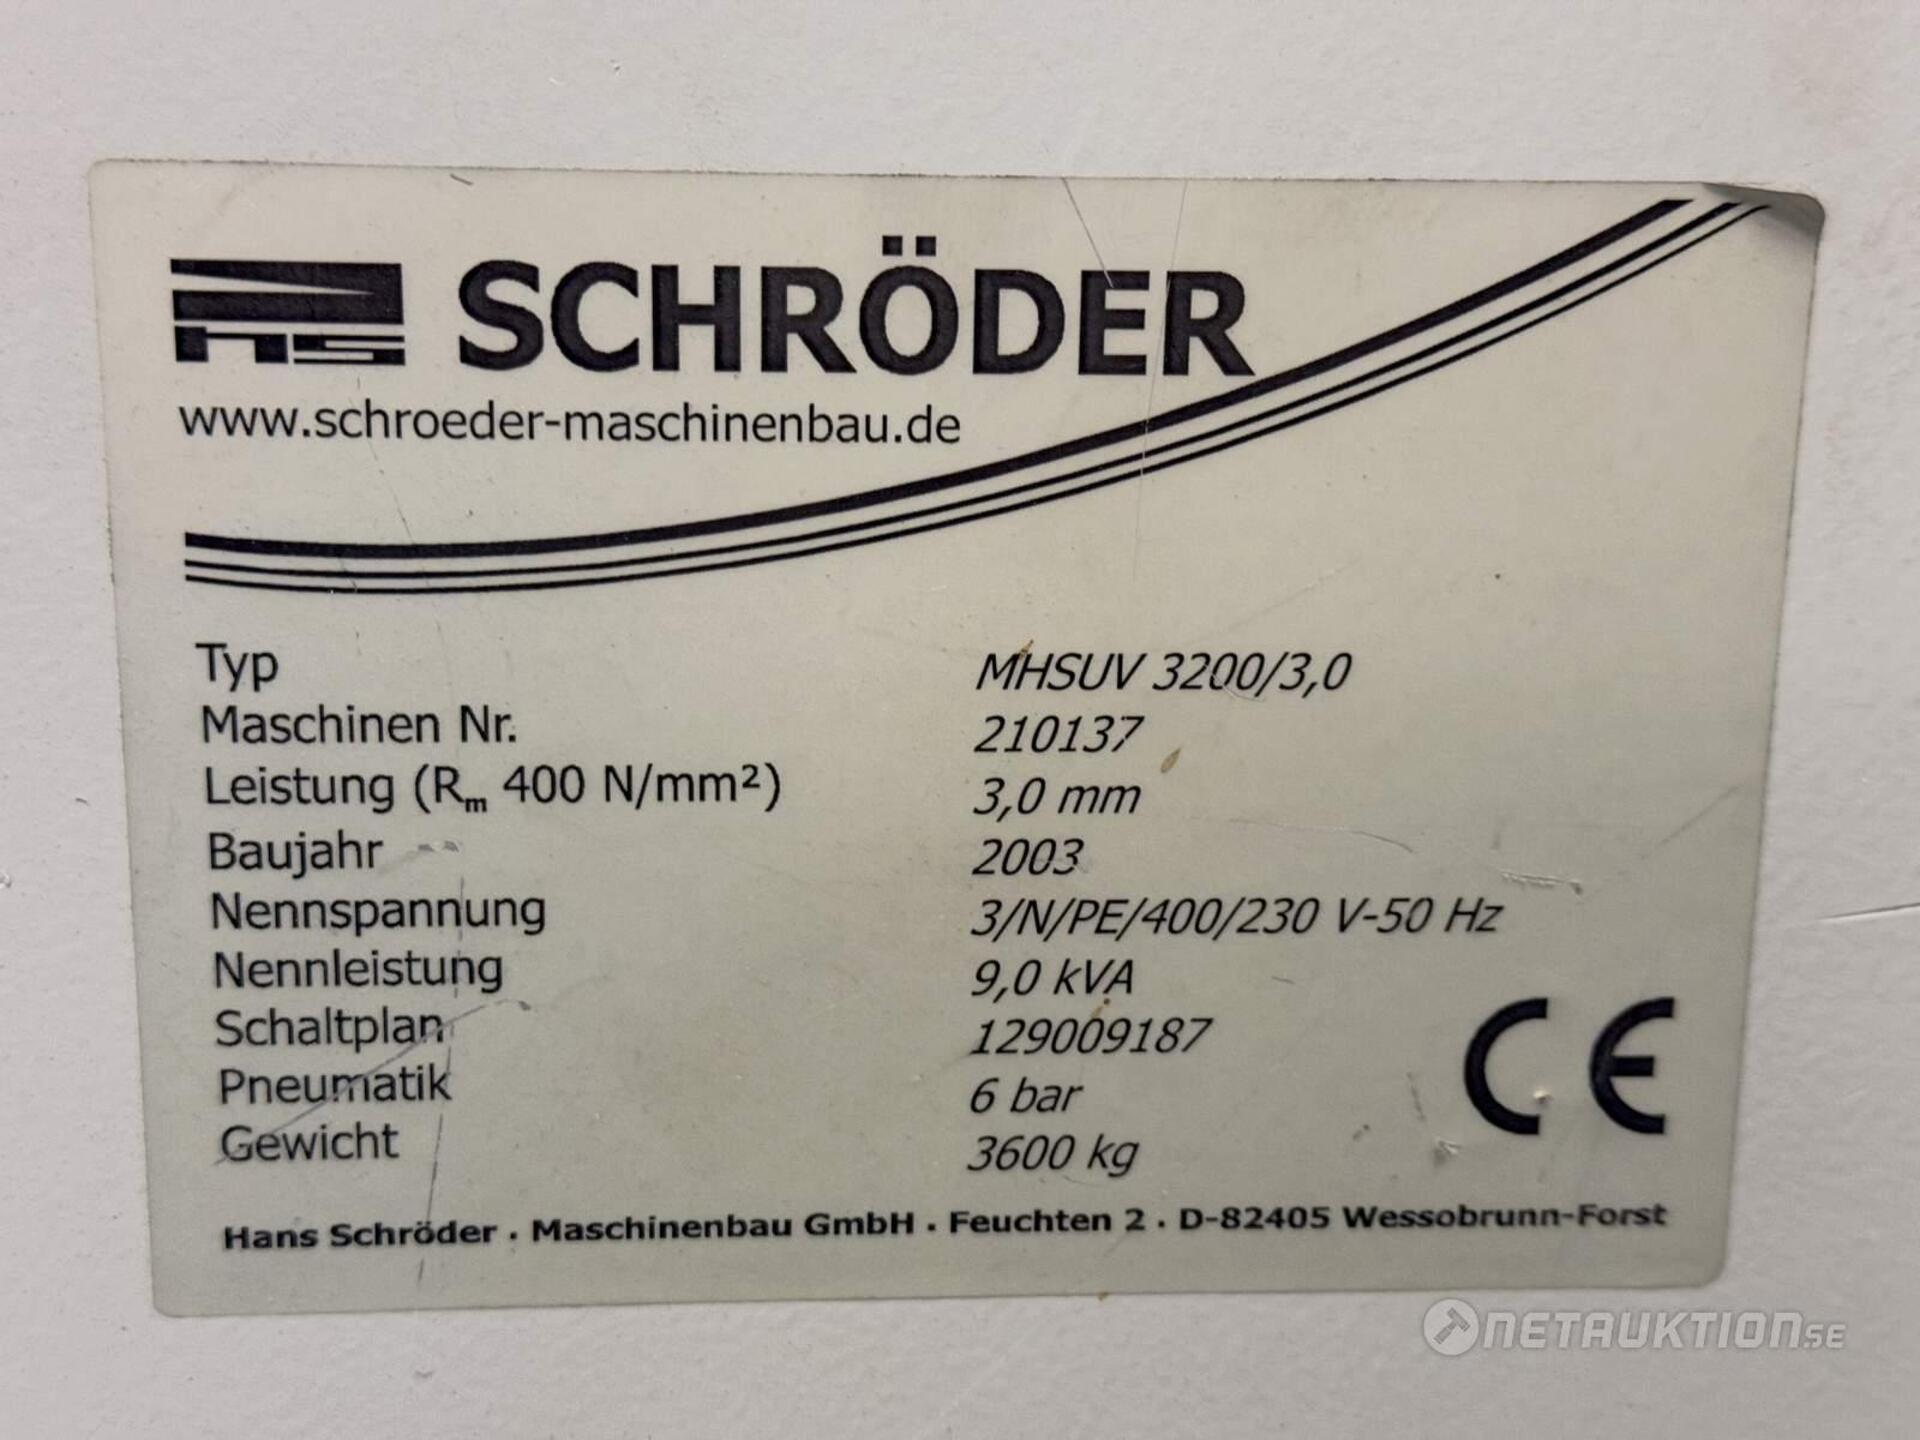 hs SCHRÖDER
www.schroeder-maschinenbau.de
Typ MHSUV 3200/3,0
Maschinen Nr. 210137
Leistung (Rm 400 N/mm²) 3,0 mm
Baujahr 2003
Nennspannung 3/N/PE/400/230 V-50 Hz
Nennleistung 9,0 kVA
Schaltplan 129009187
Pneumatik 6 bar
Gewicht 3600 kg
CE
Hans Schröder . Maschinenbau GmbH . Feuchten 2 . D-82405 Wessobrunn-Forst
NETAUKTION.SE